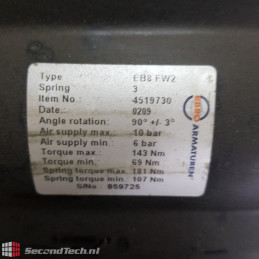 Type EB8 FW2
Spring 3
Item No 4519730
Date.: 0209
Angle rotation: 90° +/- 3°
Air supply max. 10 bar
Air supply min. 6 bar
Torque max.: 143 Nm
Torque min.: 69 Nm
Spring torque max.: 181 Nm
Spring torque min.: 107 Nm
S/No: 859725
EBRO ARMATUREN
SecondTech.nl